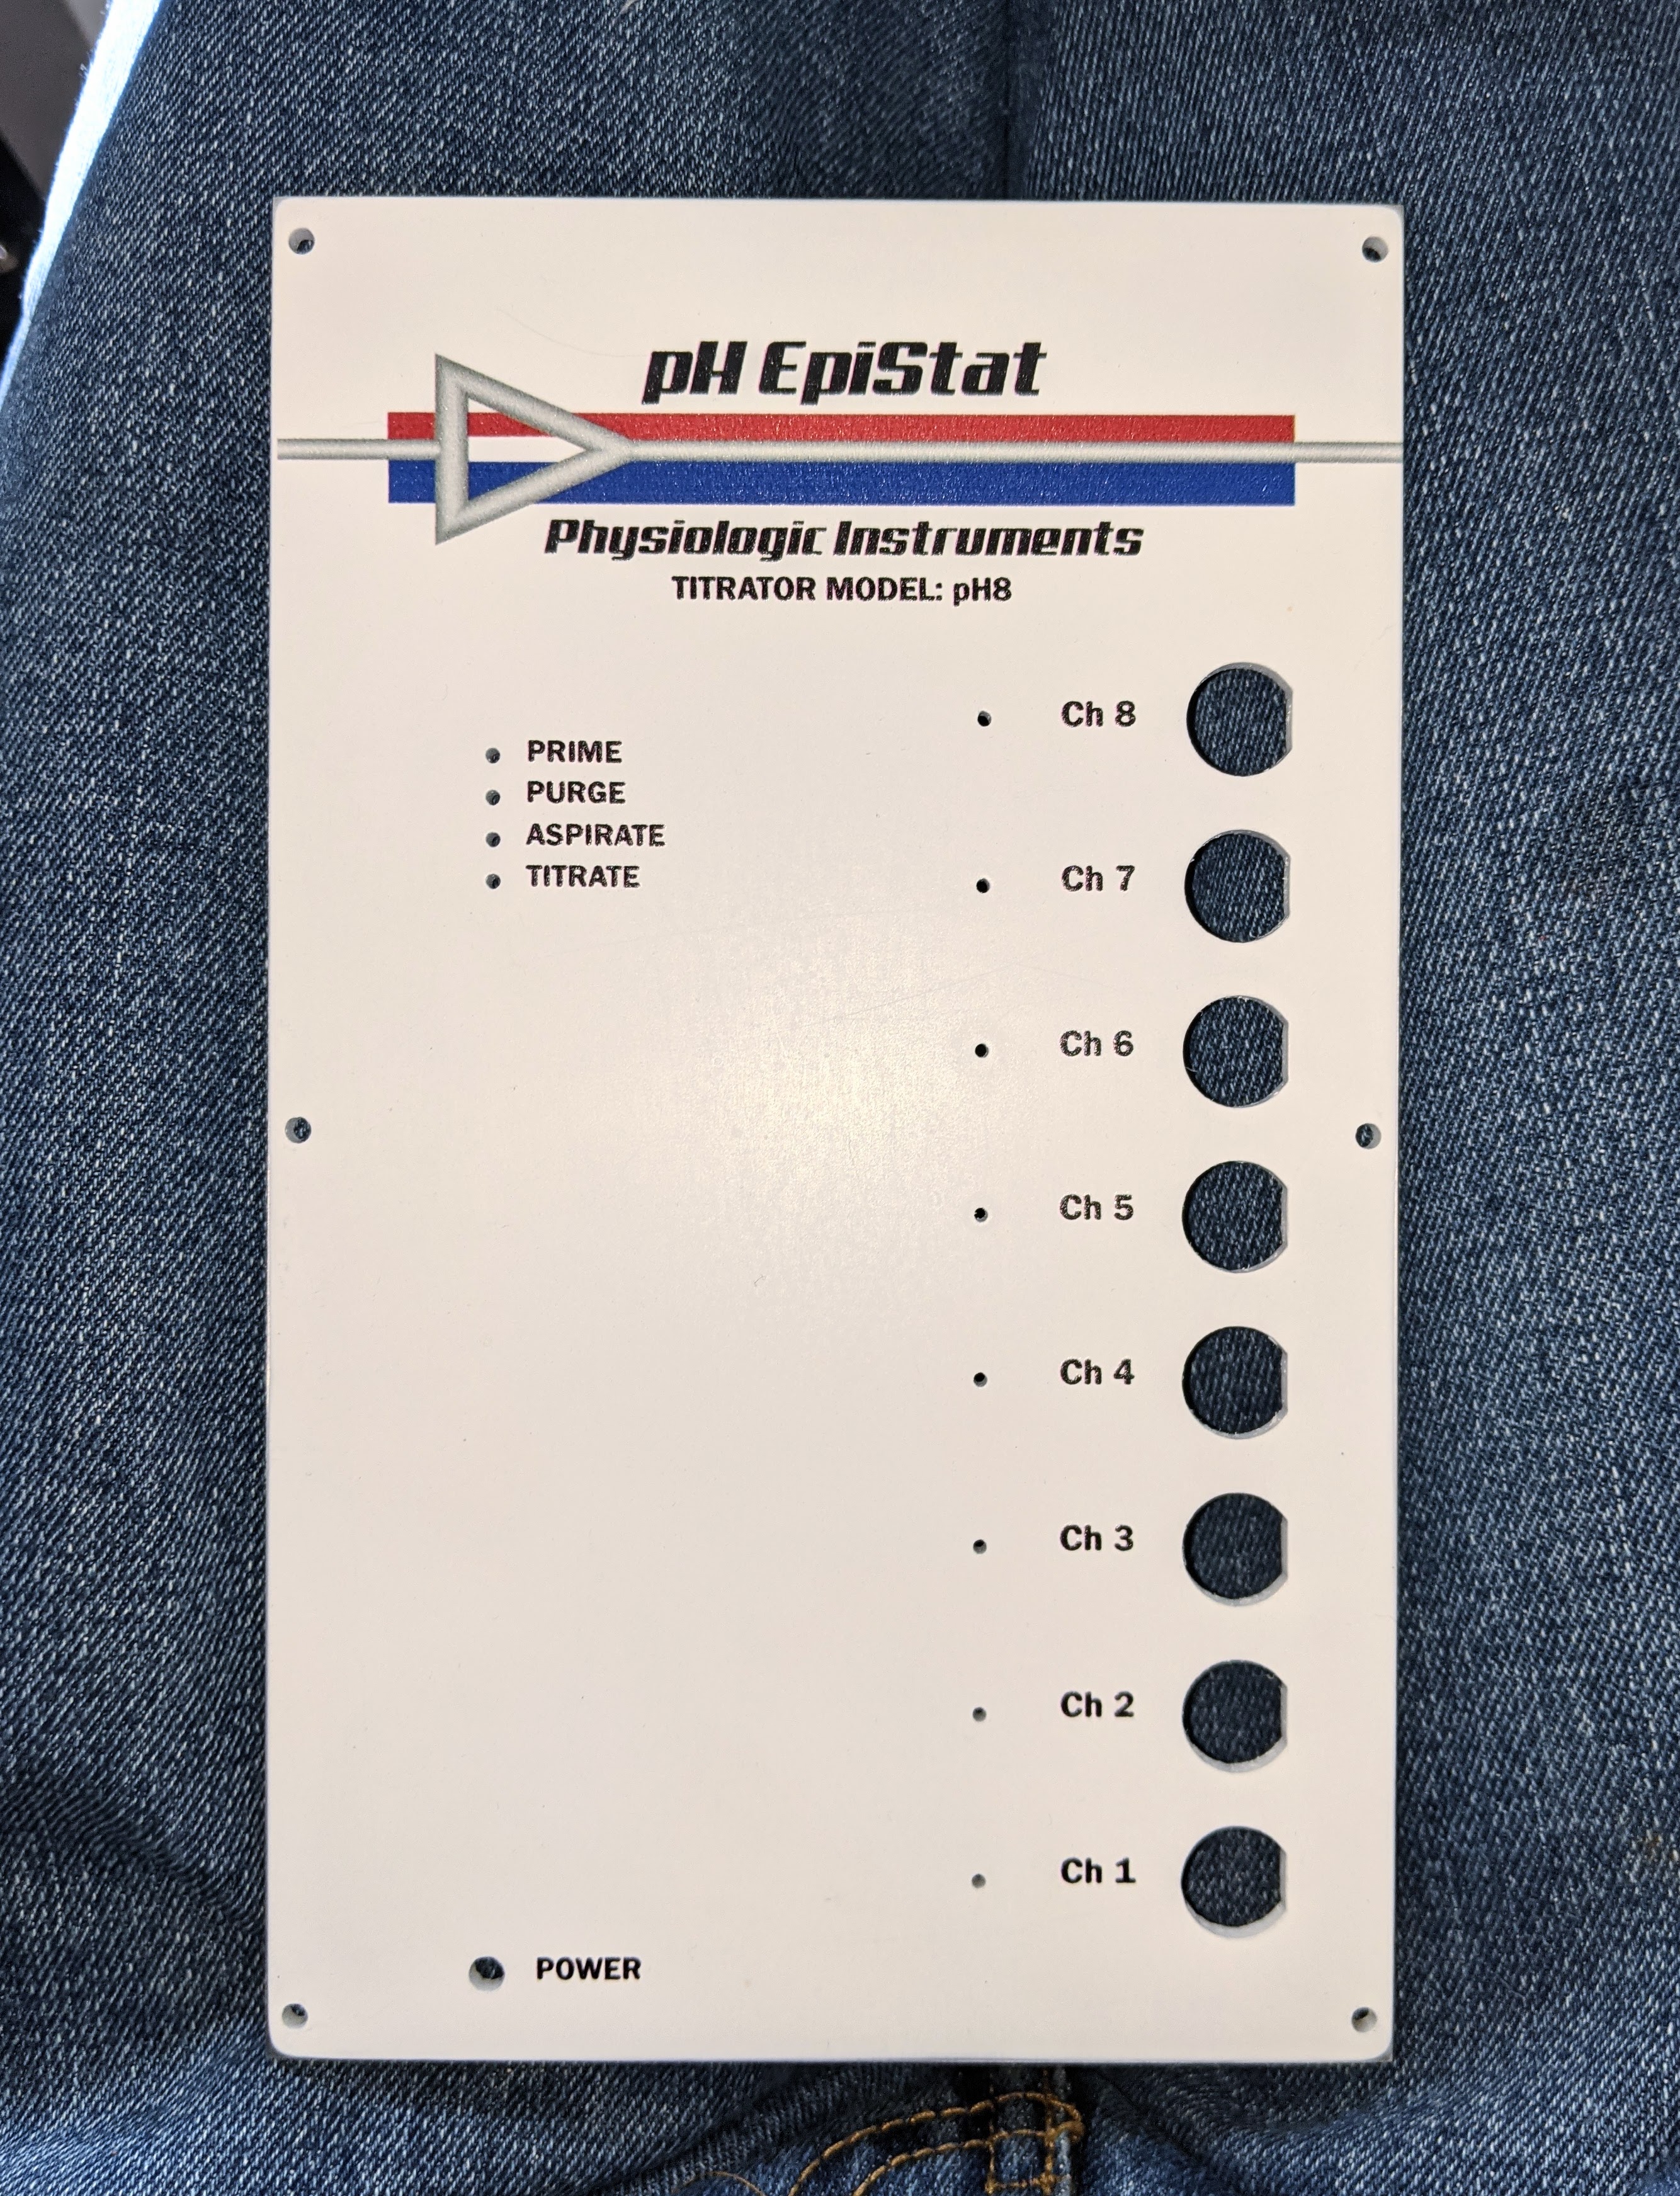 pH EpiStat
Physiologic Instruments
TITRATOR MODEL: pH8
PRIME
PURGE
ASPIRATE
TITRATE
Ch 8
Ch 7
Ch 6
Ch 5
Ch 4
Ch 3
Ch 2
Ch 1
POWER